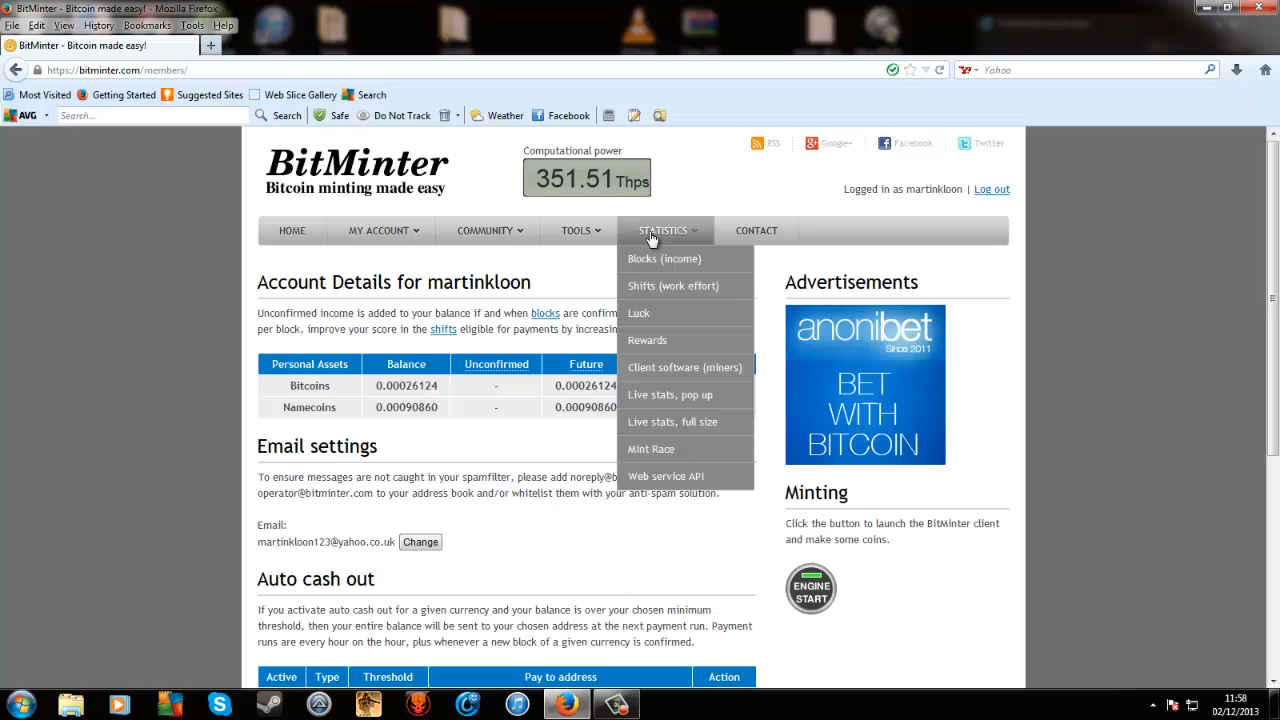 BitMinter - Bitcoin made easy! - Mozilla Firefox
File Edit View History Bookmarks Tools Help
BitMinter - Bitcoin made easy! +
https://bitminter.com/members/ Yahoo
Most Visited Getting Started Suggested Sites Web Slice Gallery Search
AVG Search... Search Safe Do Not Track Weather Facebook
BitMinter
Bitcoin minting made easy
Computational power
351.51 Thps
RSS Google+ Facebook Twitter
Logged in as martinkloon | Log out
HOME MY ACCOUNT COMMUNITY TOOLS STATISTICS CONTACT
Blocks (income)
Shifts (work effort)
Luck
Rewards
Client software (miners)
Live stats, pop up
Live stats, full size
Mint Race
Web service API
Account Details for martinkloon
Unconfirmed income is added to your balance if and when blocks are confirm
per block, improve your score in the shifts eligible for payments by increasing
Personal Assets Balance Unconfirmed Future
Bitcoins 0.00026124 - 0.00026124
Namecoins 0.00090860 - 0.00090860
Email settings
To ensure messages are not caught in your spamfilter, please add noreply@b
operator@bitminter.com to your address book and/or whitelist them with your anti-spam solution.
Email:
martinkloon123@yahoo.co.uk Change
Auto cash out
If you activate auto cash out for a given currency and your balance is over your chosen minimum
threshold, then your entire balance will be sent to your chosen address at the next payment run. Payment
runs are every hour on the hour, plus whenever a new block of a given currency is confirmed.
Active Type Threshold Pay to address Action
Advertisements
anonibet
Since 2011
BET
WITH
BITCOIN
Minting
Click the button to launch the BitMinter client
and make some coins.
ENGINE
START
11:58
02/12/2013